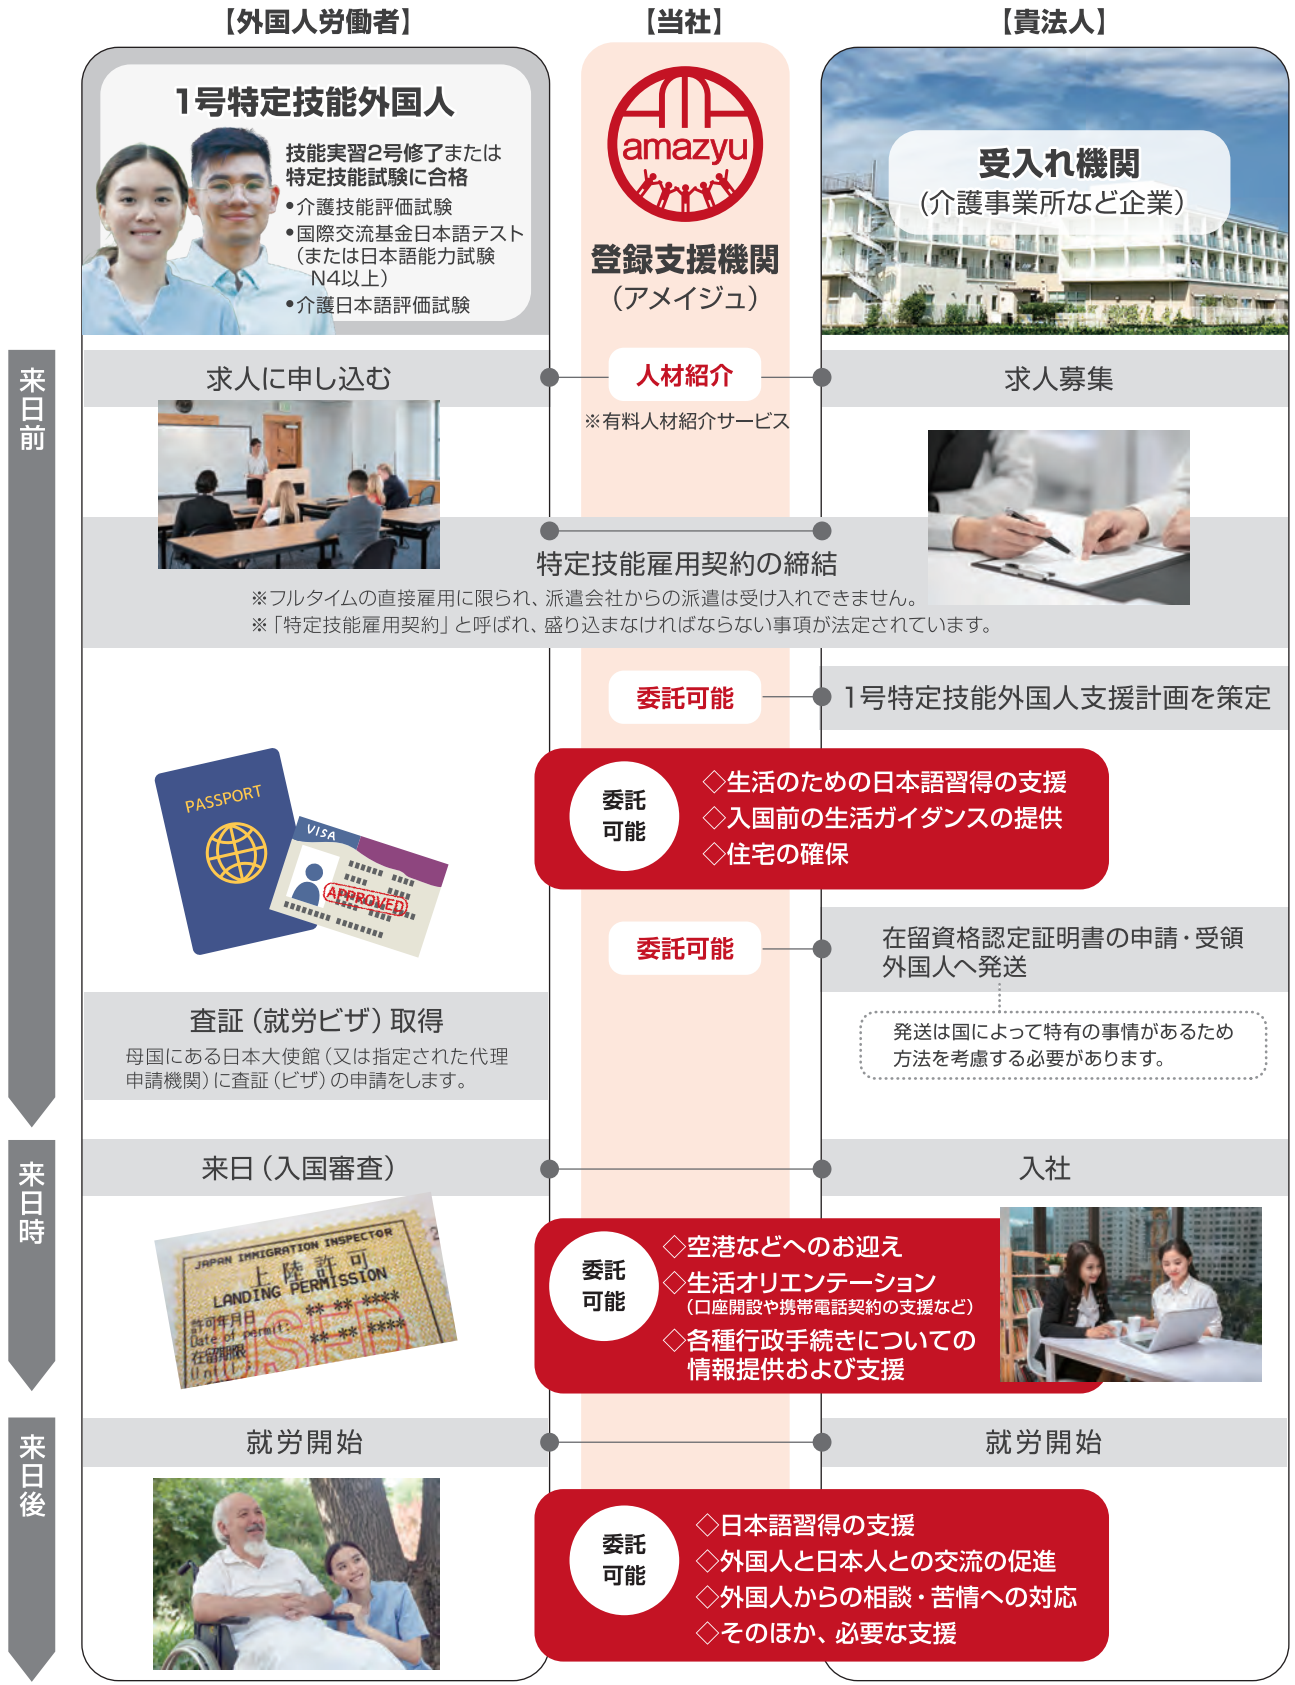 【外国人労働者】
【当社】
【貴法人】
1号特定技能外国人
技能実習2号修了または
特定技能試験に合格
•介護技能評価試験
•国際交流基金日本語テスト
(または日本語能力試験
N4以上)
•介護日本語評価試験
amazyu
登録支援機関
(アメイジュ)
受入れ機関
(介護事業所など企業)
来日前
求人に申し込む
人材紹介
※有料人材紹介サービス
求人募集
特定技能雇用契約の締結
※フルタイムの直接雇用に限られ、派遣会社からの派遣は受け入れできません。
※「特定技能雇用契約」と呼ばれ、盛り込まなければならない事項が法定されています。
委託可能
1号特定技能外国人支援計画を策定
委託
可能
◇生活のための日本語習得の支援
◇入国前の生活ガイダンスの提供
◇住宅の確保
PASSPORT
VISA
APPROVED
委託可能
在留資格認定証明書の申請・受領
外国人へ発送
発送は国によって特有の事情があるため
方法を考慮する必要があります。
査証(就労ビザ)取得
母国にある日本大使館(又は指定された代理
申請機関)に査証(ビザ)の申請をします。
来日時
来日(入国審査)
入社
JAPAN IMMIGRATION INSPECTOR
上陸許可
LANDING PERMISSION
許可年月日
Date of permit:
** ** ****
在留期限
Until:
** ** ****
委託
可能
◇空港などへのお迎え
◇生活オリエンテーション
(口座開設や携帯電話契約の支援など)
◇各種行政手続きについての
情報提供および支援
来日後
就労開始
就労開始
委託
可能
◇日本語習得の支援
◇外国人と日本人との交流の促進
◇外国人からの相談・苦情への対応
◇そのほか、必要な支援